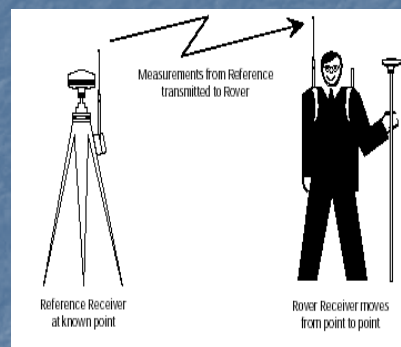 Measurements from Reference
transmitted to Rover
Reference Receiver
at known point
Rover Receiver moves
from point to point